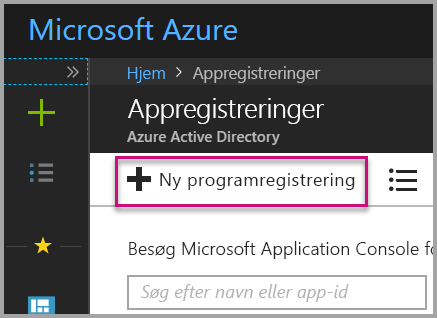 Microsoft Azure
Hjem > Appregistreringer
Appregistreringer
Azure Active Directory
Ny programregistrering
Besøg Microsoft Application Console fo
Søg efter navn eller app-id